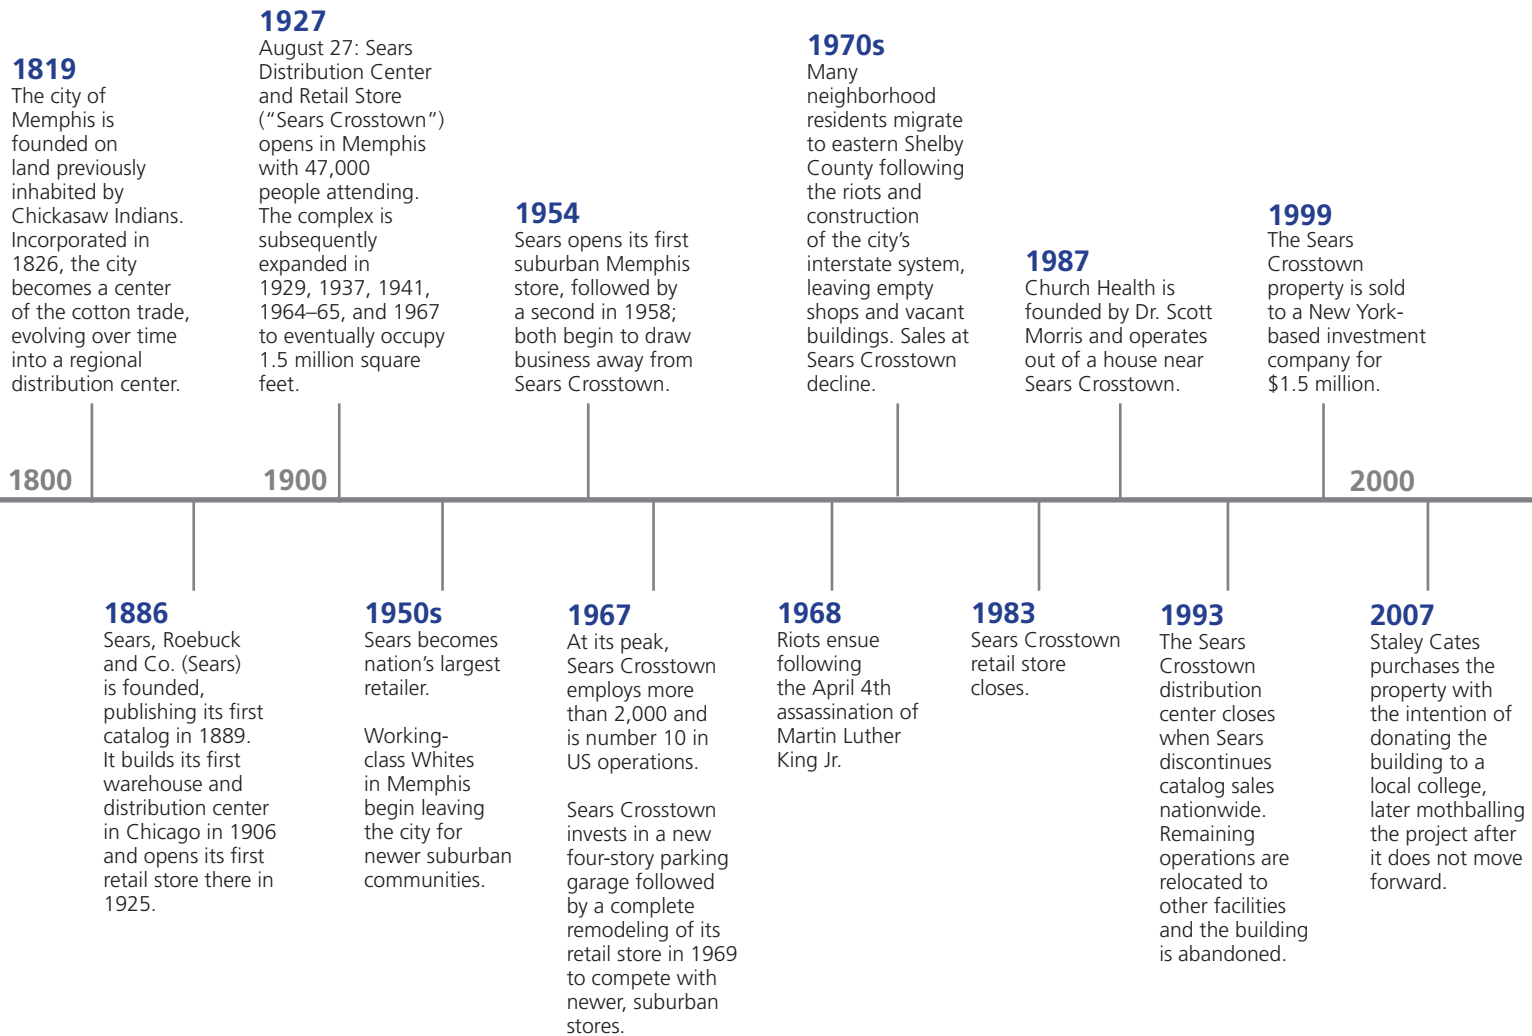 1819
The city of
Memphis is
founded on
land previously
inhabited by
Chickasaw Indians.
Incorporated in
1826, the city
becomes a center
of the cotton trade,
evolving over time
into a regional
distribution center.
1927
August 27: Sears
Distribution Center
and Retail Store
(“Sears Crosstown”)
opens in Memphis
with 47,000
people attending.
The complex is
subsequently
expanded in
1929, 1937, 1941,
1964–65, and 1967
to eventually occupy
1.5 million square
feet.
1954
Sears opens its first
suburban Memphis
store, followed by
a second in 1958;
both begin to draw
business away from
Sears Crosstown.
1970s
Many
neighborhood
residents migrate
to eastern Shelby
County following
the riots and
construction
of the city’s
interstate system,
leaving empty
shops and vacant
buildings. Sales at
Sears Crosstown
decline.
1987
Church Health is
founded by Dr. Scott
Morris and operates
out of a house near
Sears Crosstown.
1999
The Sears
Crosstown
property is sold
to a New York-
based investment
company for
$1.5 million.
1800
1900
2000
1886
Sears, Roebuck
and Co. (Sears)
is founded,
publishing its first
catalog in 1889.
It builds its first
warehouse and
distribution center
in Chicago in 1906
and opens its first
retail store there in
1925.
1950s
Sears becomes
nation’s largest
retailer.
Working-
class Whites
in Memphis
begin leaving
the city for
newer suburban
communities.
1967
At its peak,
Sears Crosstown
employs more
than 2,000 and
is number 10 in
US operations.
Sears Crosstown
invests in a new
four-story parking
garage followed
by a complete
remodeling of its
retail store in 1969
to compete with
newer, suburban
stores.
1968
Riots ensue
following
the April 4th
assassination of
Martin Luther
King Jr.
1983
Sears Crosstown
retail store
closes.
1993
The Sears
Crosstown
distribution
center closes
when Sears
discontinues
catalog sales
nationwide.
Remaining
operations are
relocated to
other facilities
and the building
is abandoned.
2007
Staley Cates
purchases the
property with
the intention of
donating the
building to a
local college,
later mothballing
the project after
it does not move
forward.